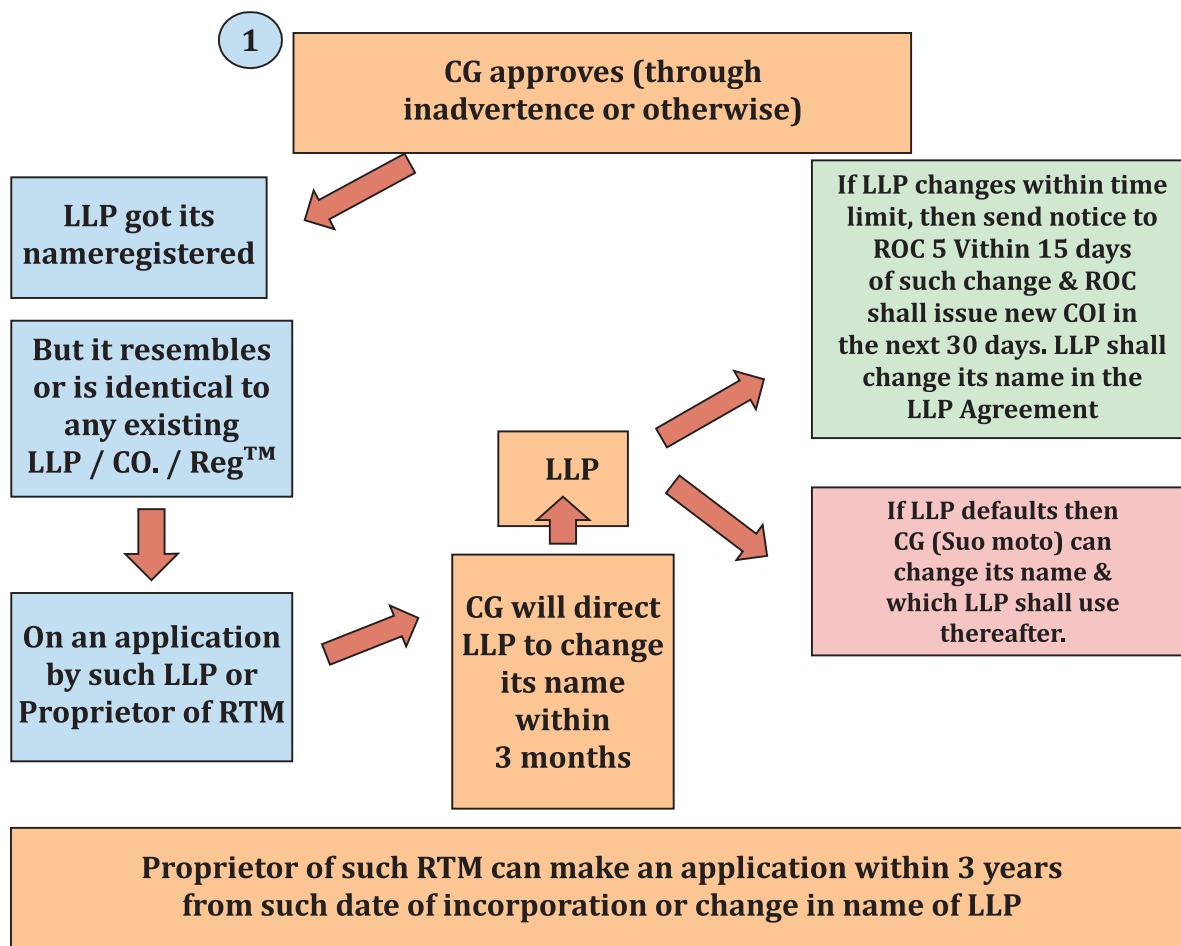 1
CG approves (through
inadvertence or otherwise)
LLP got its
nameregistered
But it resembles
or is identical to
any existing
LLP / CO. / Reg™
On an application
by such LLP or
Proprietor of RTM
CG will direct
LLP to change
its name
within
3 months
LLP
If LLP changes within time
limit, then send notice to
ROC 5 Vithin 15 days
of such change & ROC
shall issue new COI in
the next 30 days. LLP shall
change its name in the
LLP Agreement
If LLP defaults then
CG (Suo moto) can
change its name &
which LLP shall use
thereafter.
Proprietor of such RTM can make an application within 3 years
from such date of incorporation or change in name of LLP